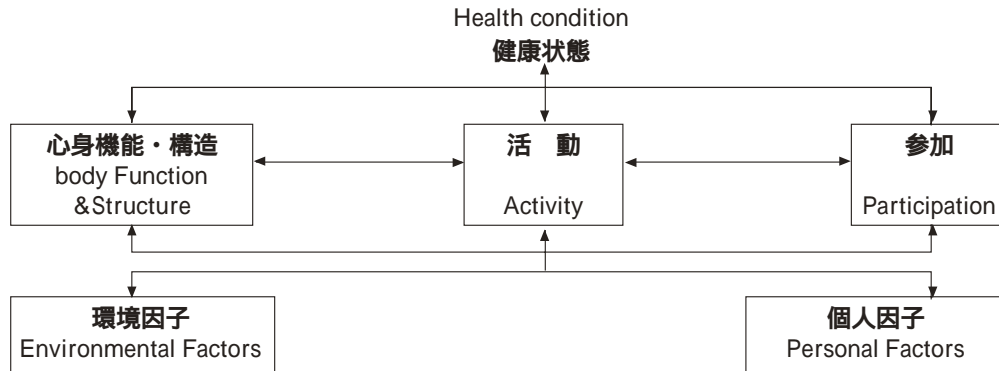 Health condition
健康状態
心身機能・構造
body Function
&Structure
活　動
Activity
参加
Participation
環境因子
Environmental Factors
個人因子
Personal Factors